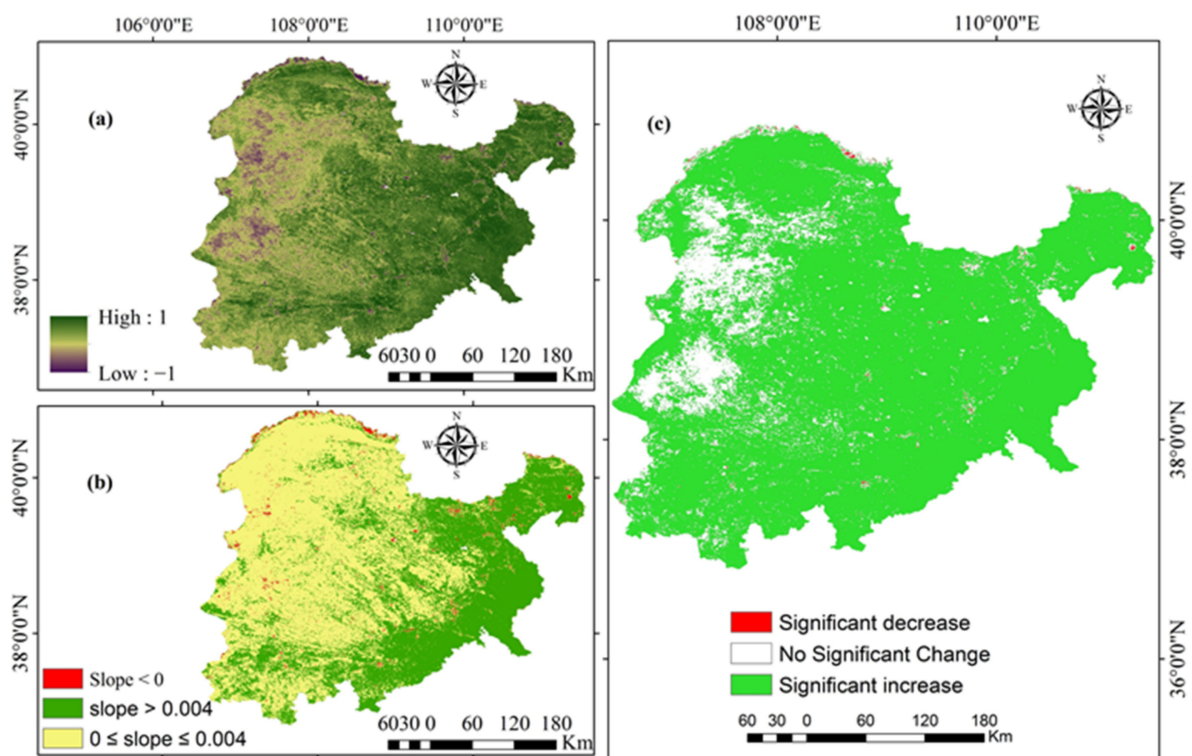 106°0'0"E 108°0'0"E 110°0'0"E
N
W E
S
(a)
40°0'0"N
38°0'0"N
High : 1
Low : −1
6030 0 60 120 180
Km
N
W E
S
(b)
40°0'0"N
38°0'0"N
Slope < 0
slope > 0.004
0 ≤ slope ≤ 0.004
6030 0 60 120 180
Km
108°0'0"E 110°0'0"E
N
W E
S
(c)
40°0'0"N
38°0'0"N
36°0'0"N
Significant decrease
No Significant Change
Significant increase
60 30 0 60 120 180
Km